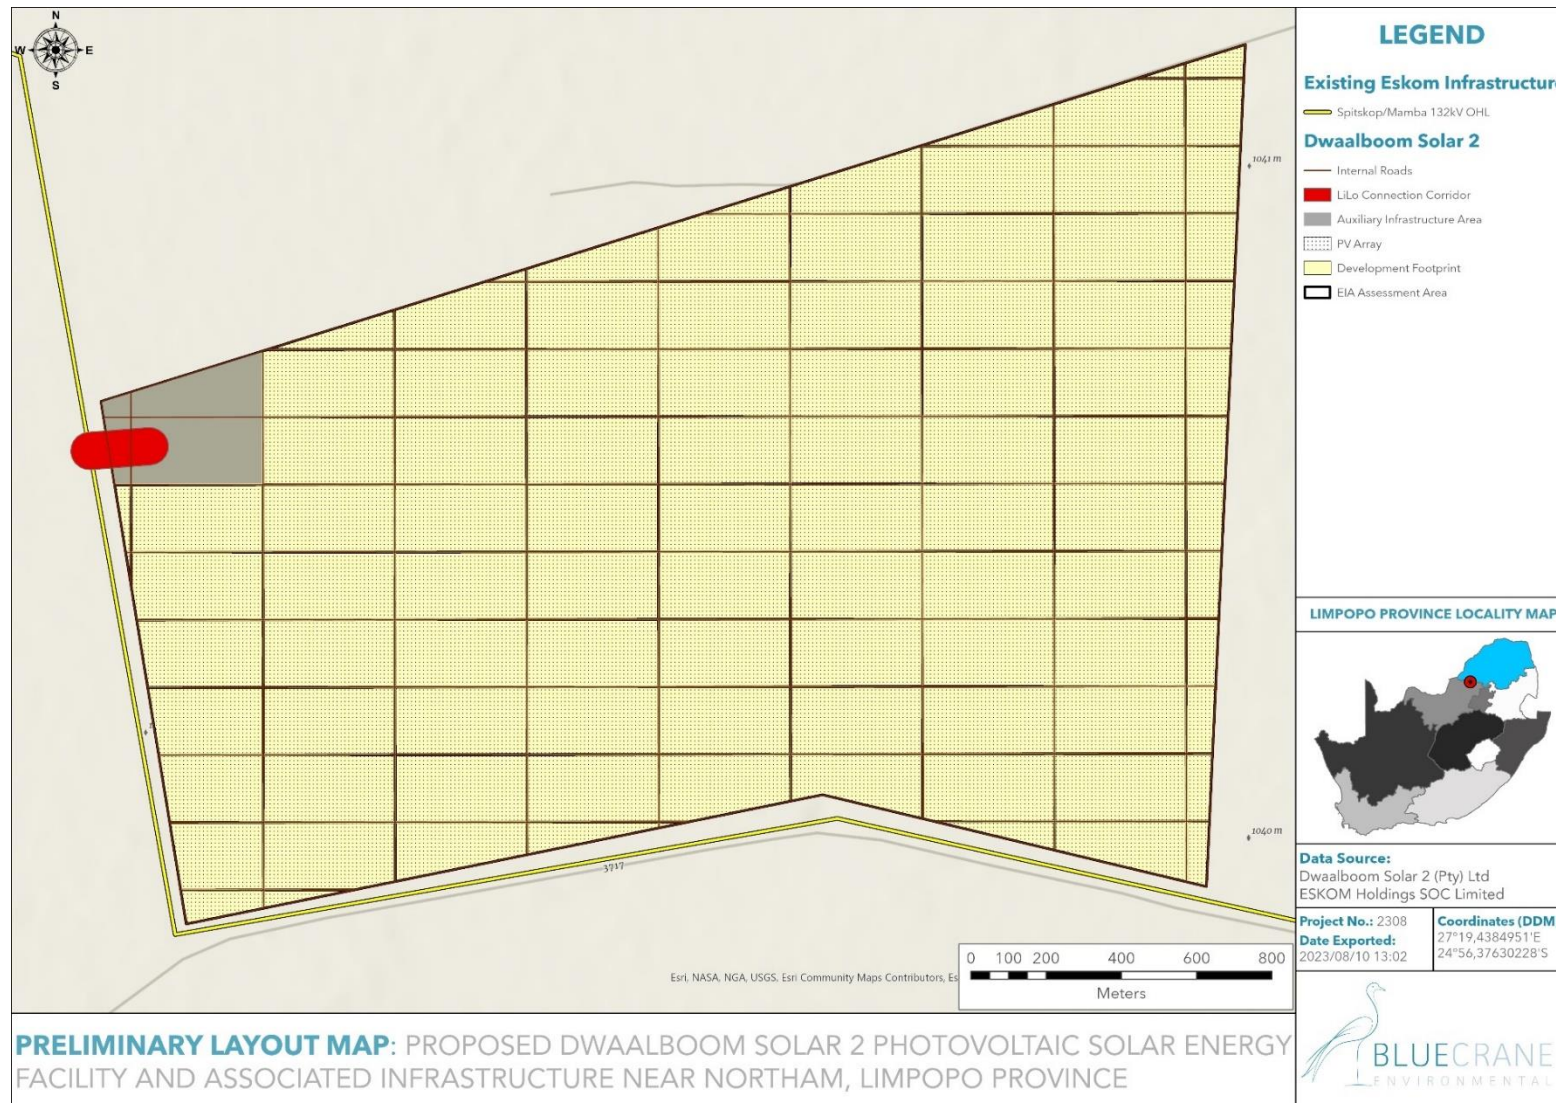 N
W E
S
1041 m
3717
1040 m
0 100 200 400 600 800
Meters
Esri, NASA, NGA, USGS, Esri Community Maps Contributors, Es
PRELIMINARY LAYOUT MAP: PROPOSED DWAALBOOM SOLAR 2 PHOTOVOLTAIC SOLAR ENERGY
FACILITY AND ASSOCIATED INFRASTRUCTURE NEAR NORTHAM, LIMPOPO PROVINCE
LEGEND
Existing Eskom Infrastructure
Spitskop/Mamba 132kV OHL
Dwaalboom Solar 2
Internal Roads
LiLo Connection Corridor
Auxiliary Infrastructure Area
PV Array
Development Footprint
EIA Assessment Area
LIMPOPO PROVINCE LOCALITY MAP
Data Source:
Dwaalboom Solar 2 (Pty) Ltd
ESKOM Holdings SOC Limited
Project No.: 2308
Date Exported:
2023/08/10 13:02
Coordinates (DDM
27°19,4384951'E
24°56,37630228'S
BLUECRANE
ENVIRONMENTAL